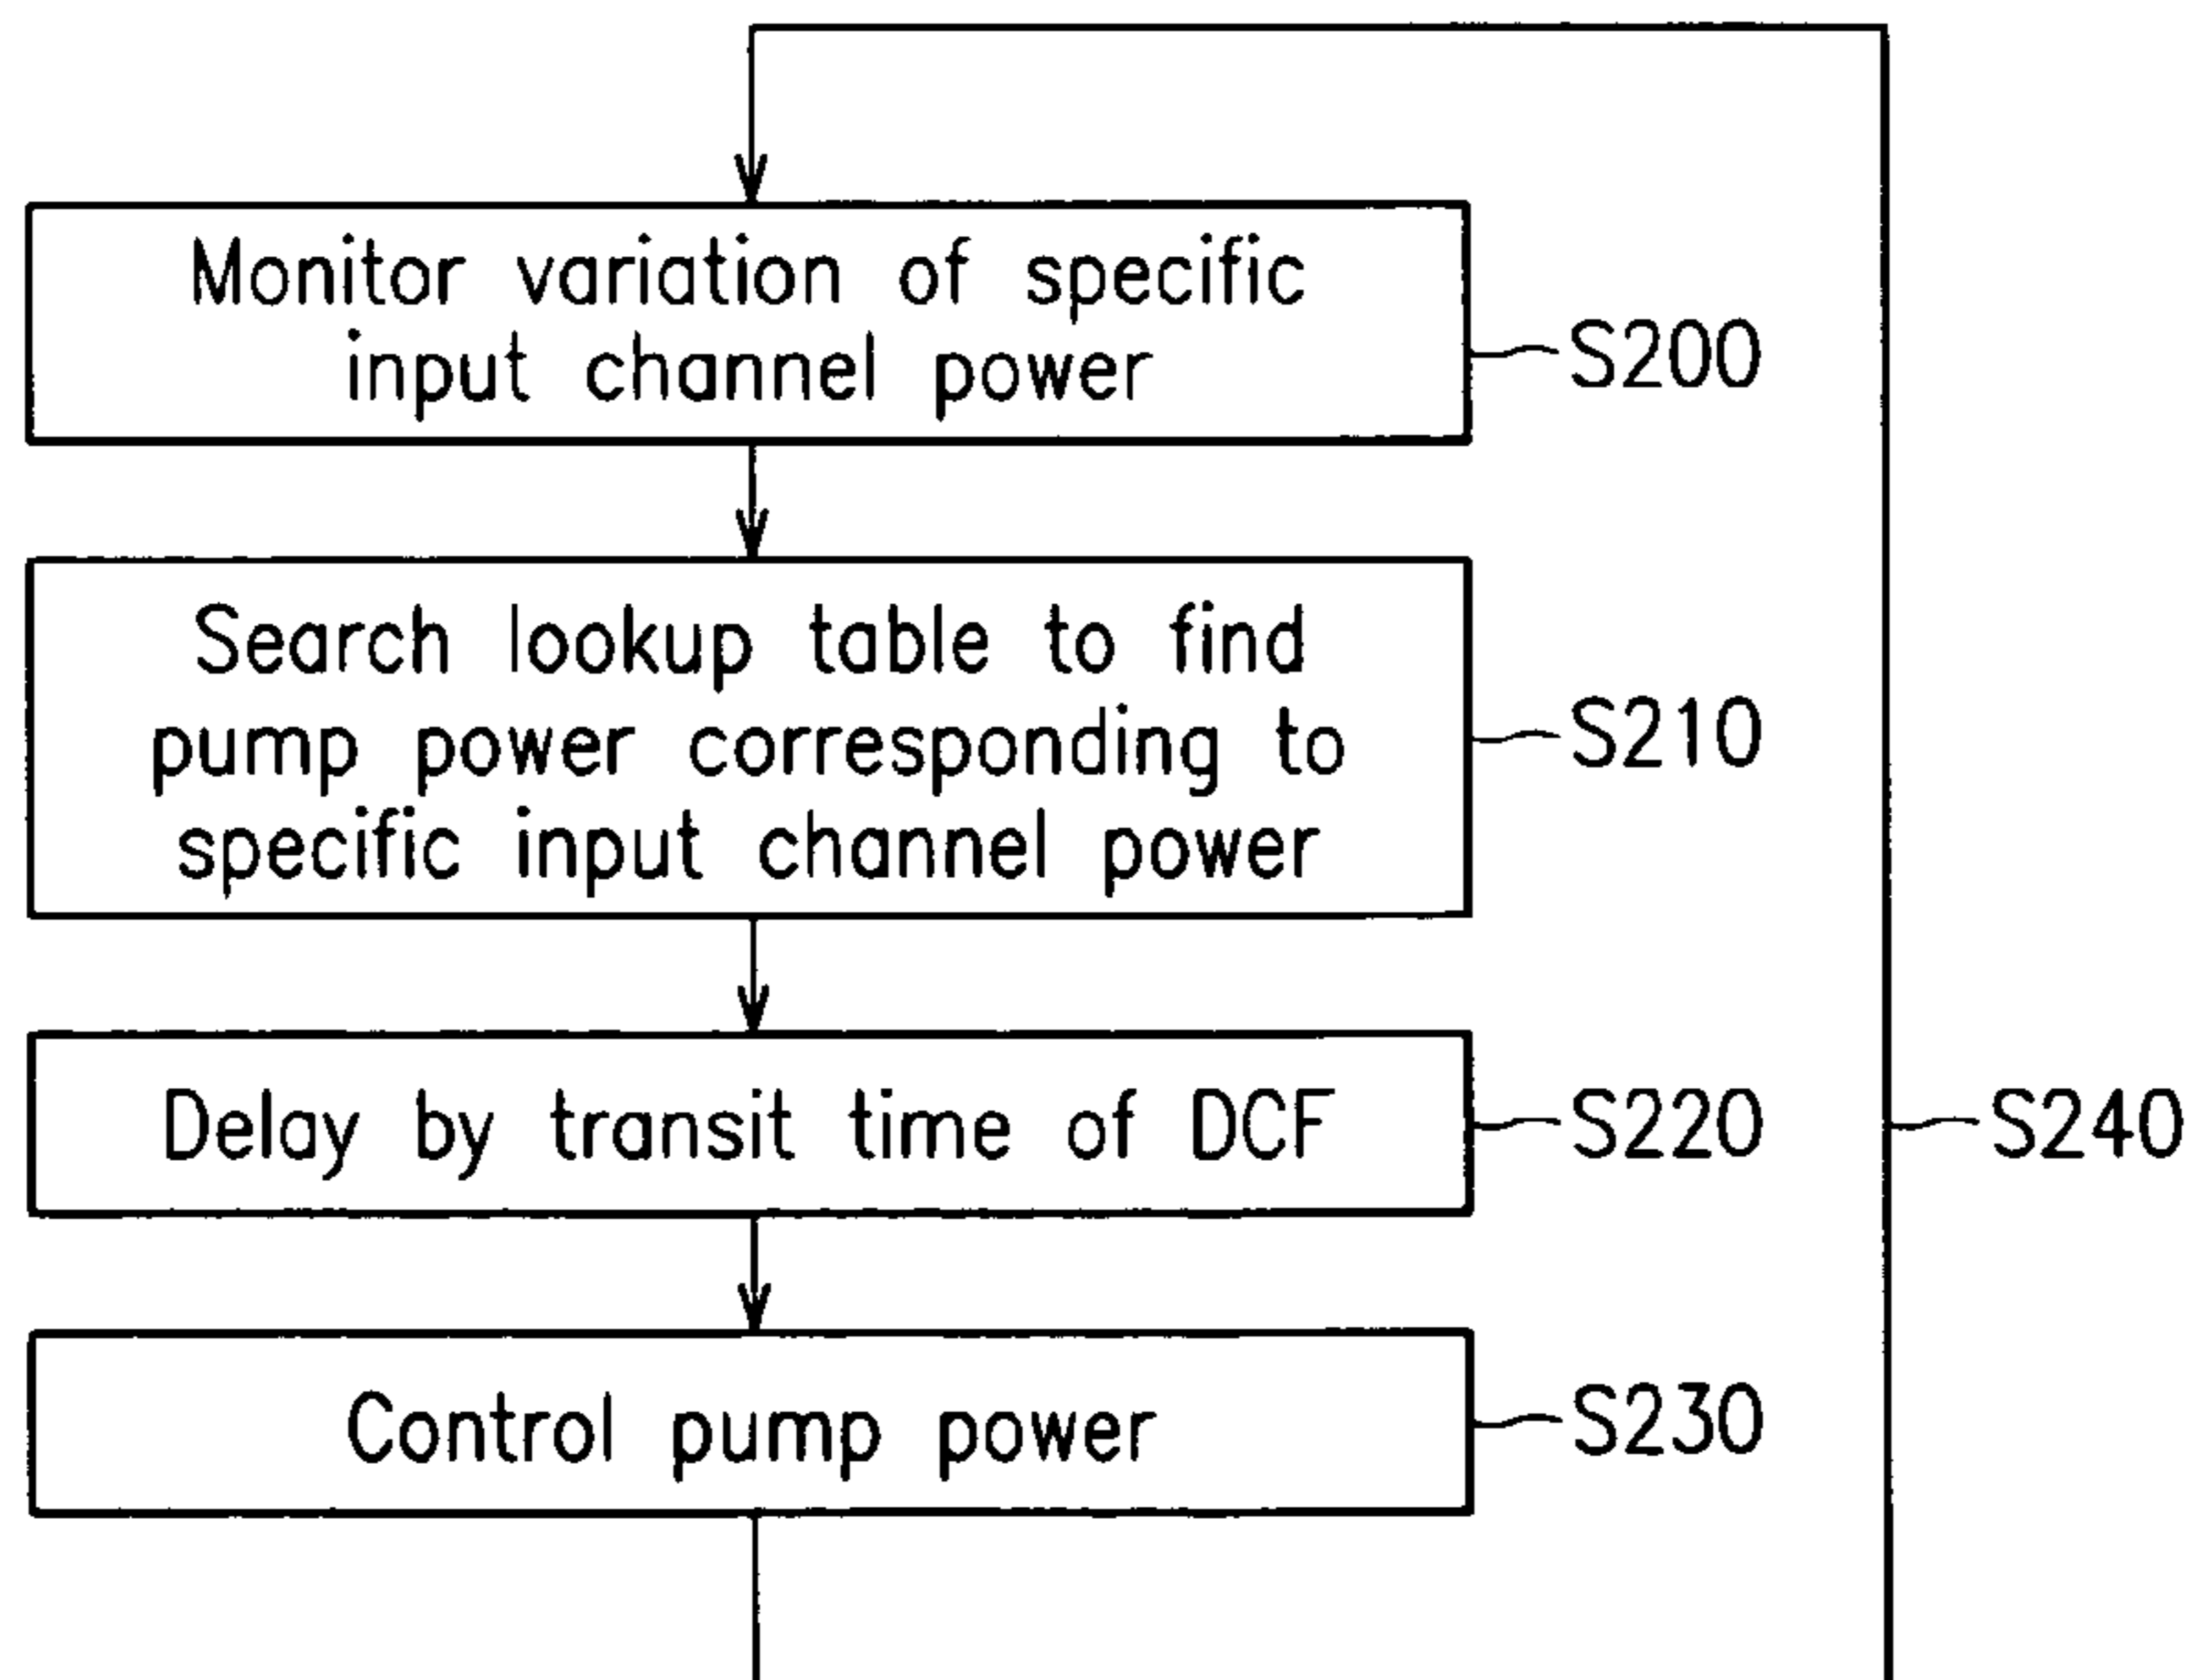 Monitor variation of specific
input channel power
S200
Search lookup table to find
pump power corresponding to
specific input channel power
S210
Delay by transit time of DCF
S220
S240
Control pump power
S230